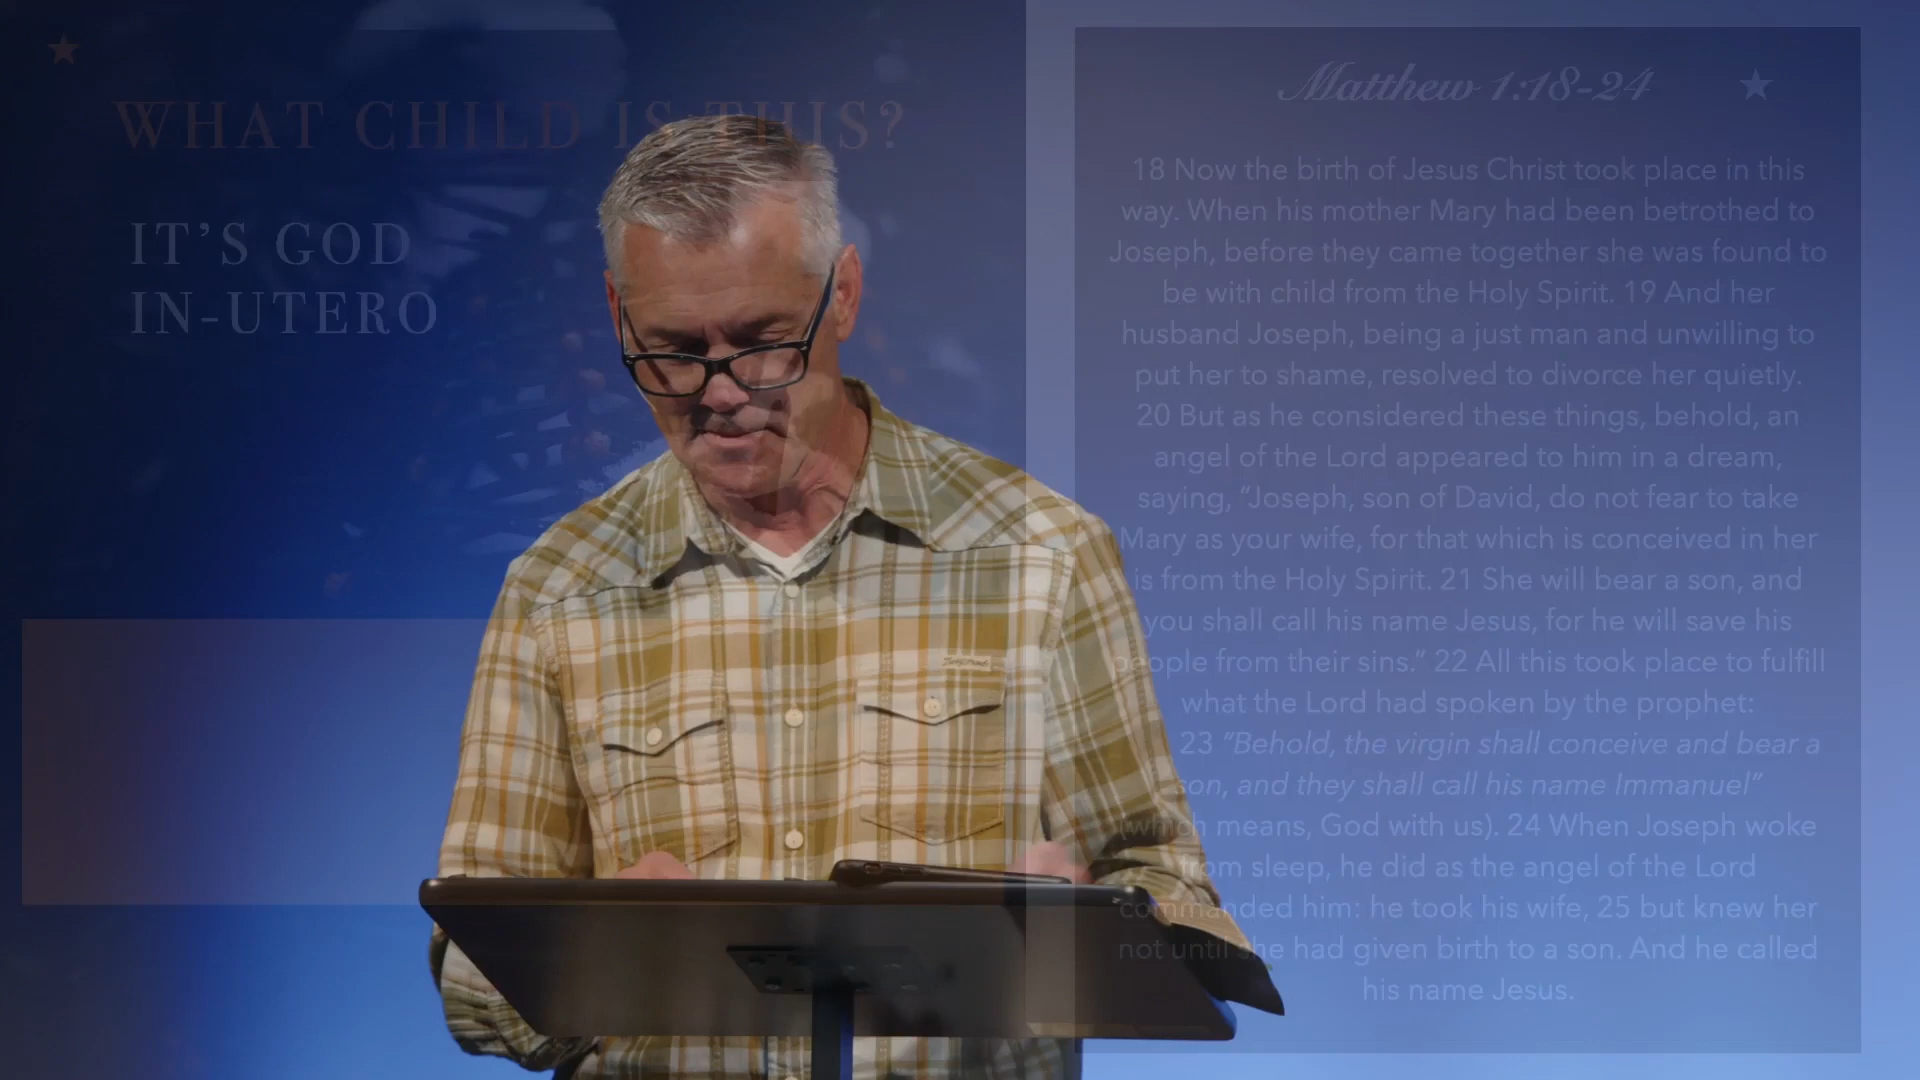 WHAT CHILD IS THIS?
IT’S GOD
IN-UTERO
Matthew 1:18-24
18 Now the birth of Jesus Christ took place in this
way. When his mother Mary had been betrothed to
Joseph, before they came together she was found to
be with child from the Holy Spirit. 19 And her
husband Joseph, being a just man and unwilling to
put her to shame, resolved to divorce her quietly.
20 But as he considered these things, behold, an
angel of the Lord appeared to him in a dream,
saying, “Joseph, son of David, do not fear to take
Mary as your wife, for that which is conceived in her
is from the Holy Spirit. 21 She will bear a son, and
you shall call his name Jesus, for he will save his
people from their sins.” 22 All this took place to fulfill
what the Lord had spoken by the prophet:
23 “Behold, the virgin shall conceive and bear a
son, and they shall call his name Immanuel”
(which means, God with us). 24 When Joseph woke
from sleep, he did as the angel of the Lord
commanded him: he took his wife, 25 but knew her
not until she had given birth to a son. And he called
his name Jesus.